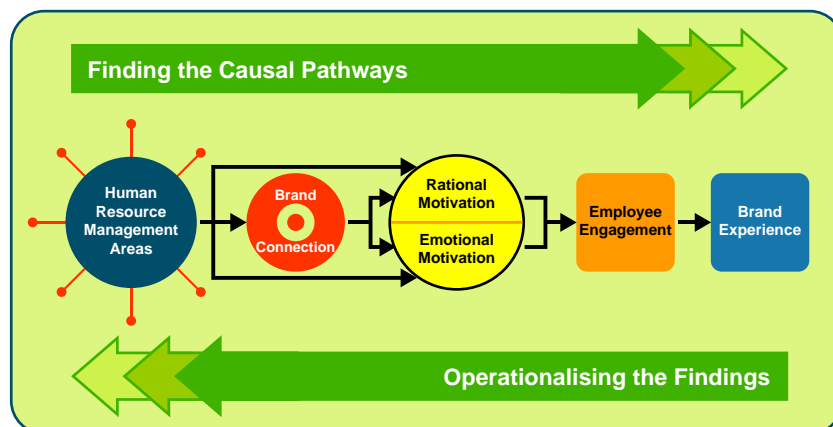 Finding the Causal Pathways
Human
Resource
Management
Areas
Brand
Connection
Rational
Motivation
Emotional
Motivation
Employee
Engagement
Brand
Experience
Operationalising the Findings